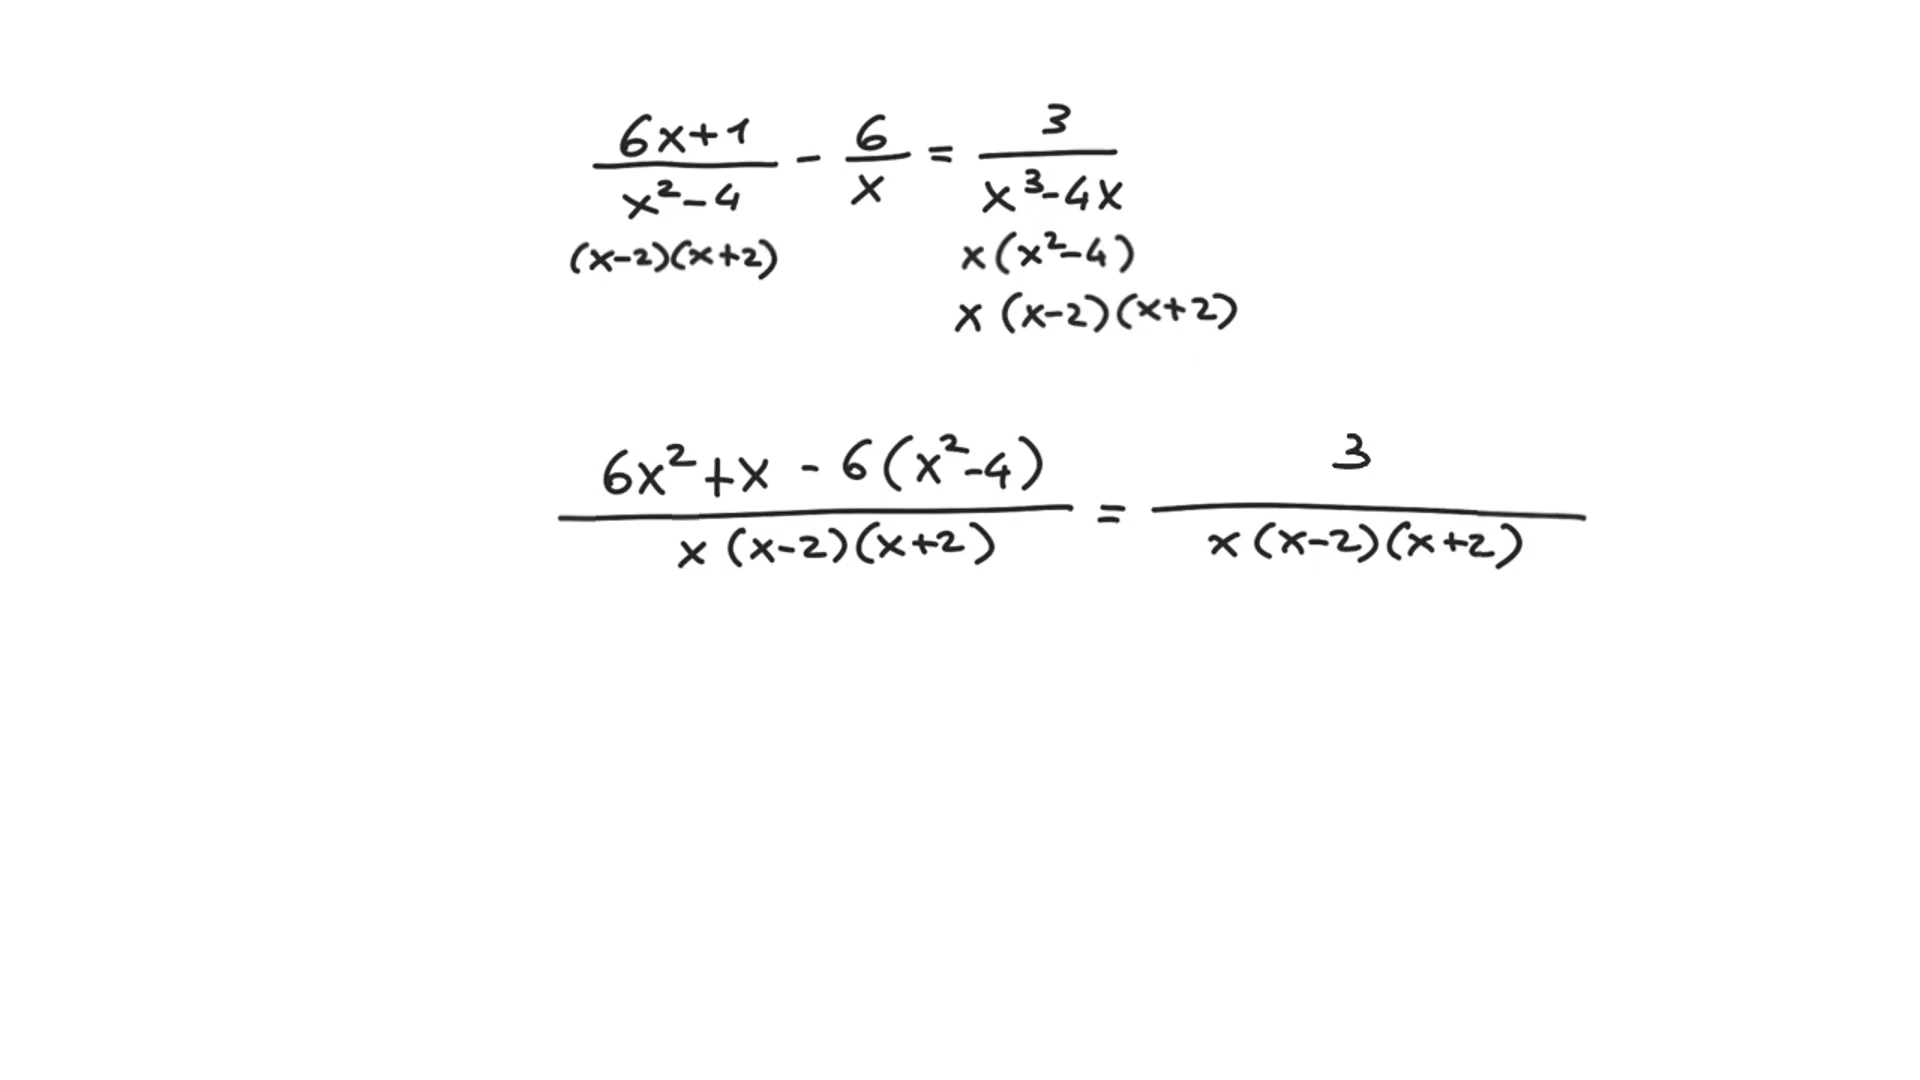 6x+1 / x²-4 - 6/x = 3 / x³-4x
(x-2)(x+2) x(x²-4)
x(x-2)(x+2)
6x²+x - 6(x²-4) / x(x-2)(x+2) = 3 / x(x-2)(x+2)